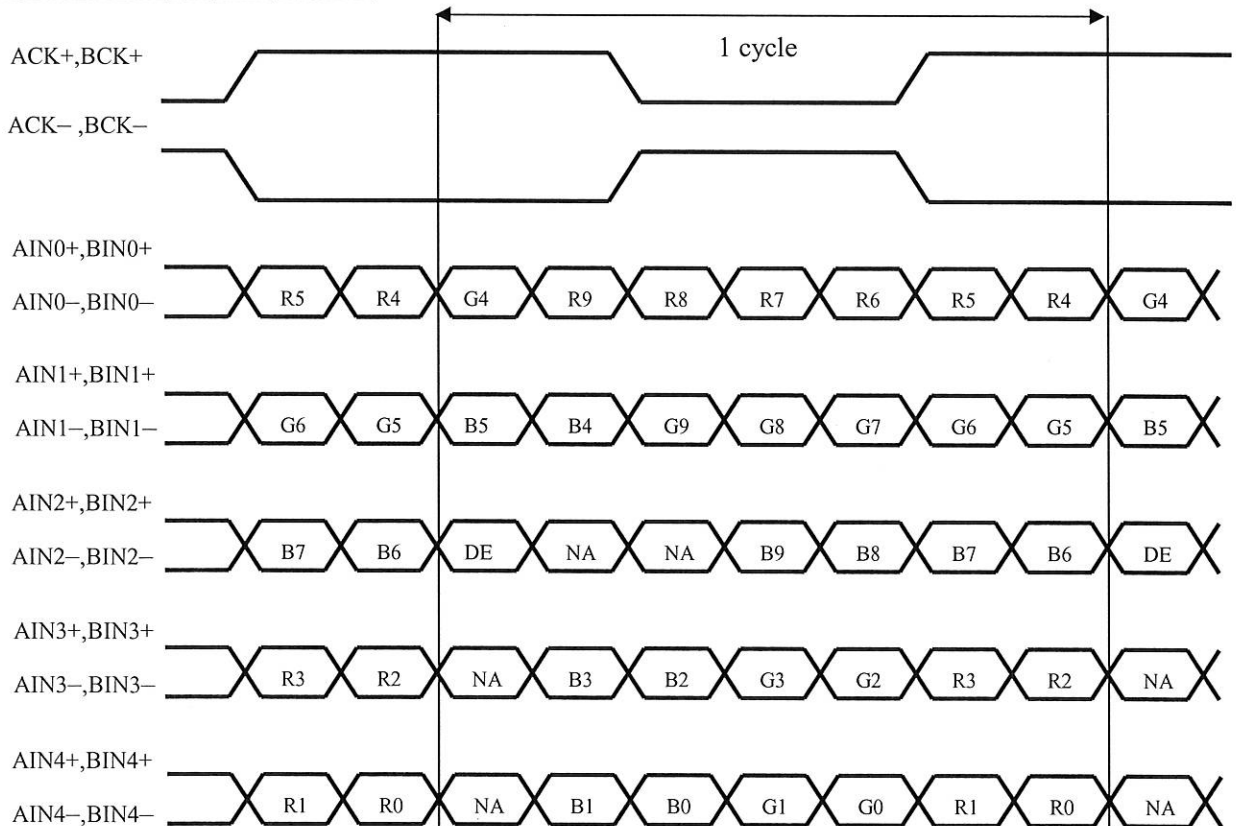 1 cycle
ACK+,BCK+
ACK− ,BCK−
AIN0+,BIN0+
AIN0−,BIN0−
R5 R4 G4 R9 R8 R7 R6 R5 R4 G4
AIN1+,BIN1+
AIN1−,BIN1−
G6 G5 B5 B4 G9 G8 G7 G6 G5 B5
AIN2+,BIN2+
AIN2−,BIN2−
B7 B6 DE NA NA B9 B8 B7 B6 DE
AIN3+,BIN3+
AIN3−,BIN3−
R3 R2 NA B3 B2 G3 G2 R3 R2 NA
AIN4+,BIN4+
AIN4−,BIN4−
R1 R0 NA B1 B0 G1 G0 R1 R0 NA